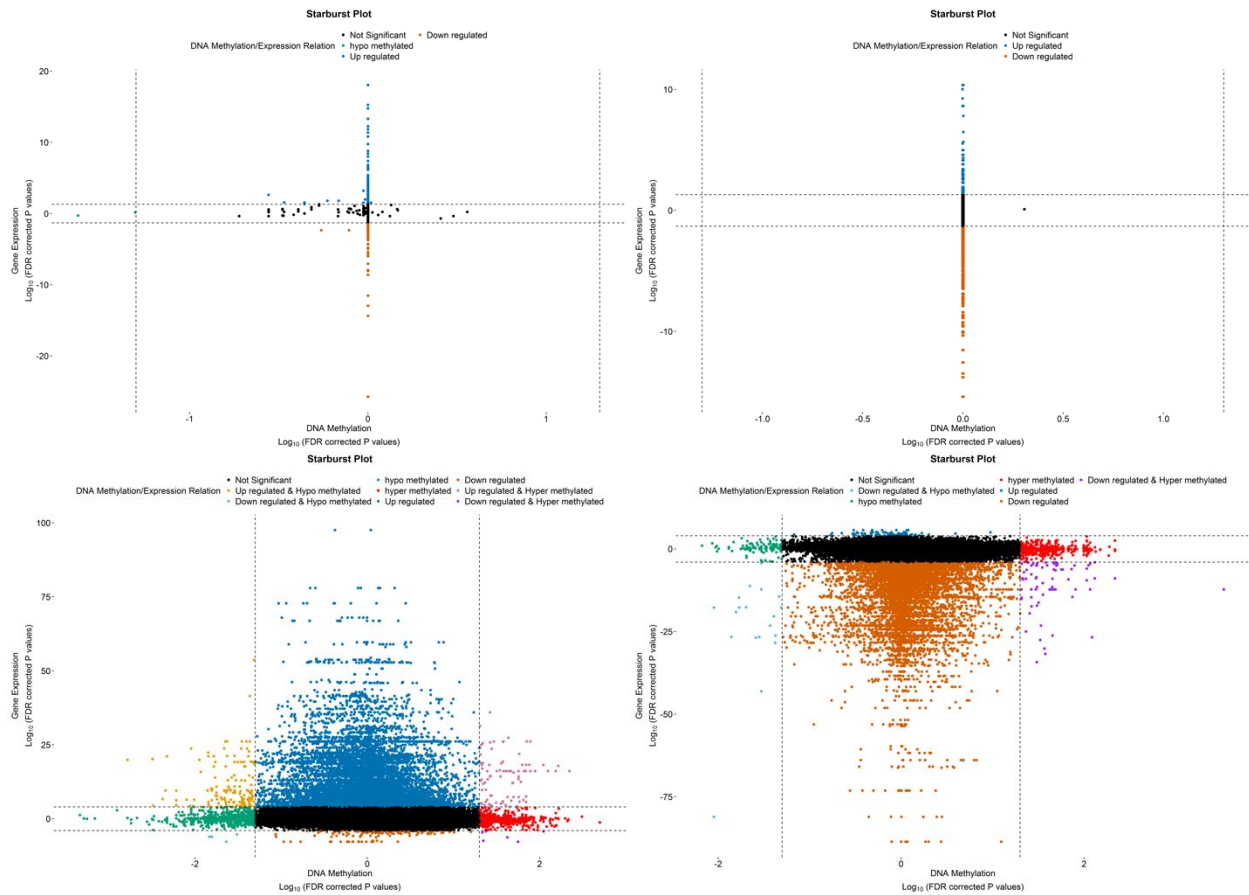 Starburst Plot
DNA Methylation/Expression Relation
Not Significant
hypo methylated
Up regulated
Down regulated
20
10
0
-10
-20
Gene Expression
Log10 (FDR corrected P values)
-1
0
1
DNA Methylation
Log10 (FDR corrected P values)
Starburst Plot
DNA Methylation/Expression Relation
Not Significant
Up regulated
Down regulated
10
0
-10
Gene Expression
Log10 (FDR corrected P values)
-1.0
-0.5
0.0
0.5
1.0
DNA Methylation
Log10 (FDR corrected P values)
Starburst Plot
DNA Methylation/Expression Relation
Not Significant
Up regulated & Hypo methylated
Down regulated & Hypo methylated
hypo methylated
hyper methylated
Up regulated
Down regulated
Up regulated & Hyper methylated
Down regulated & Hyper methylated
100
75
50
25
0
Gene Expression
Log10 (FDR corrected P values)
-2
0
2
DNA Methylation
Log10 (FDR corrected P values)
Starburst Plot
DNA Methylation/Expression Relation
Not Significant
Down regulated & Hypo methylated
hypo methylated
hyper methylated
Up regulated
Down regulated
Down regulated & Hyper methylated
0
-25
-50
-75
Gene Expression
Log10 (FDR corrected P values)
-2
0
2
DNA Methylation
Log10 (FDR corrected P values)